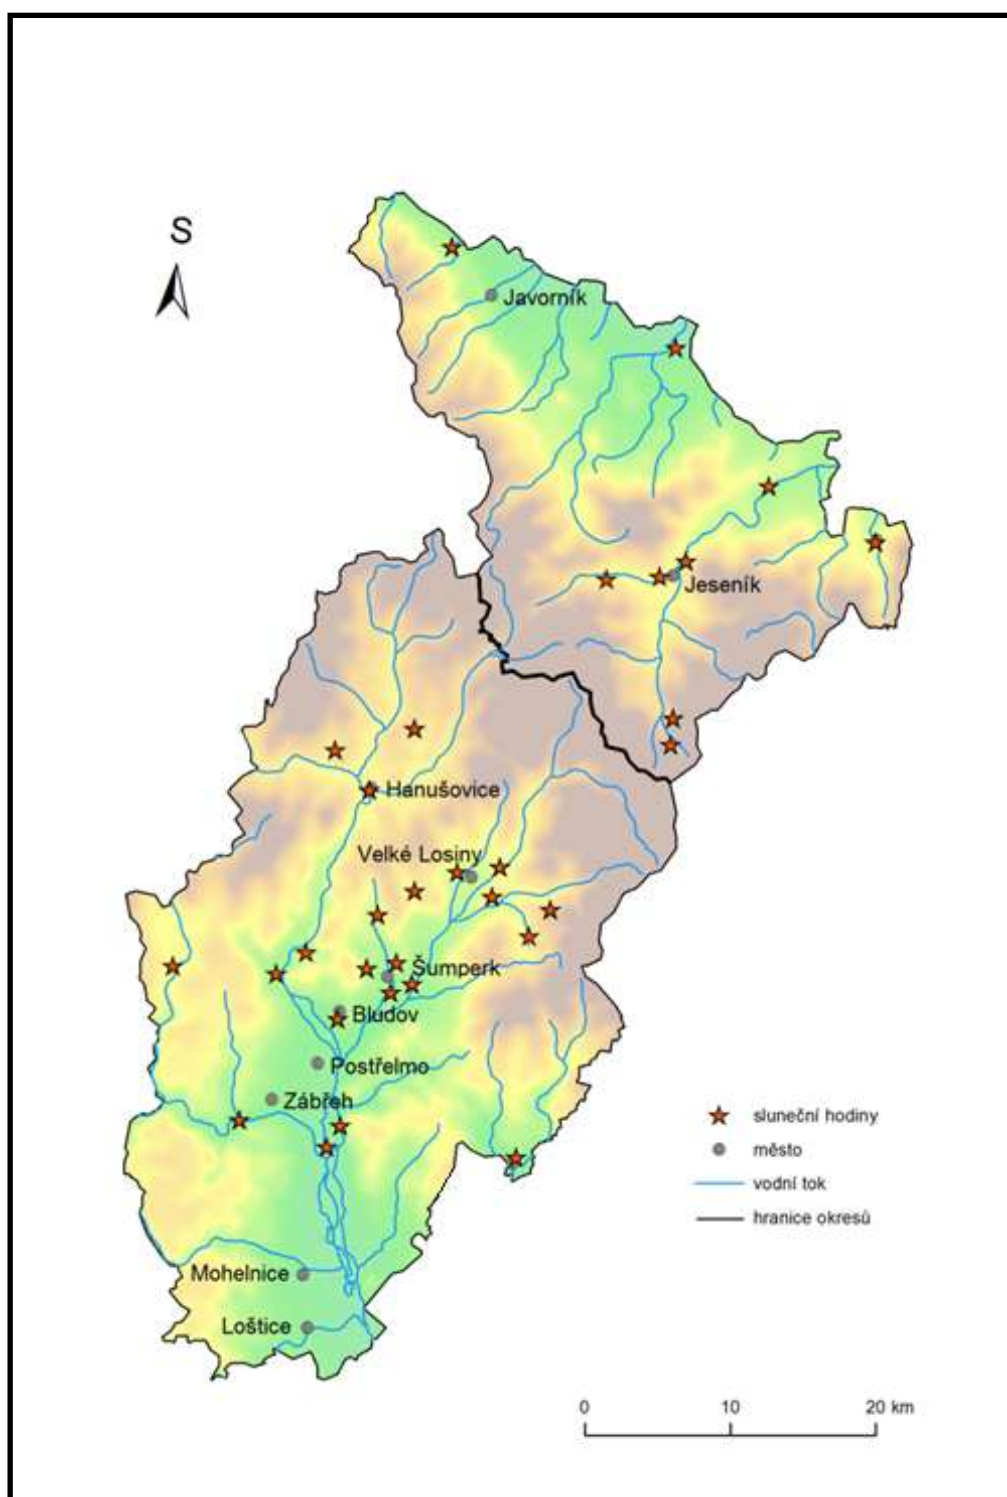 S
Javorník
Jeseník
Hanušovice
Velké Losiny
Šumperk
Bludov
Postřelmo
Zábřeh
sluneční hodiny
město
vodní tok
hranice okresů
Mohelnice
Loštice
0 10 20 km